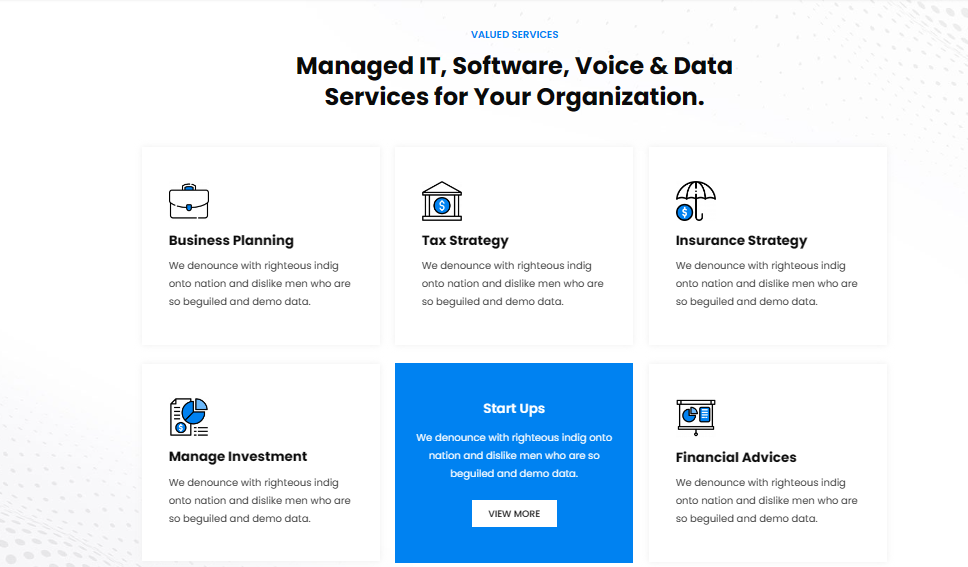 VALUED SERVICES
Managed IT, Software, Voice & Data
Services for Your Organization.
$
Business Planning
We denounce with righteous indig
onto nation and dislike men who are
so beguiled and demo data.
$
Tax Strategy
We denounce with righteous indig
onto nation and dislike men who are
so beguiled and demo data.
$
Insurance Strategy
We denounce with righteous indig
onto nation and dislike men who are
so beguiled and demo data.
$
Manage Investment
We denounce with righteous indig
onto nation and dislike men who are
so beguiled and demo data.
Start Ups
We denounce with righteous indig onto
nation and dislike men who are so
beguiled and demo data.
VIEW MORE
Financial Advices
We denounce with righteous indig
onto nation and dislike men who are
so beguiled and demo data.